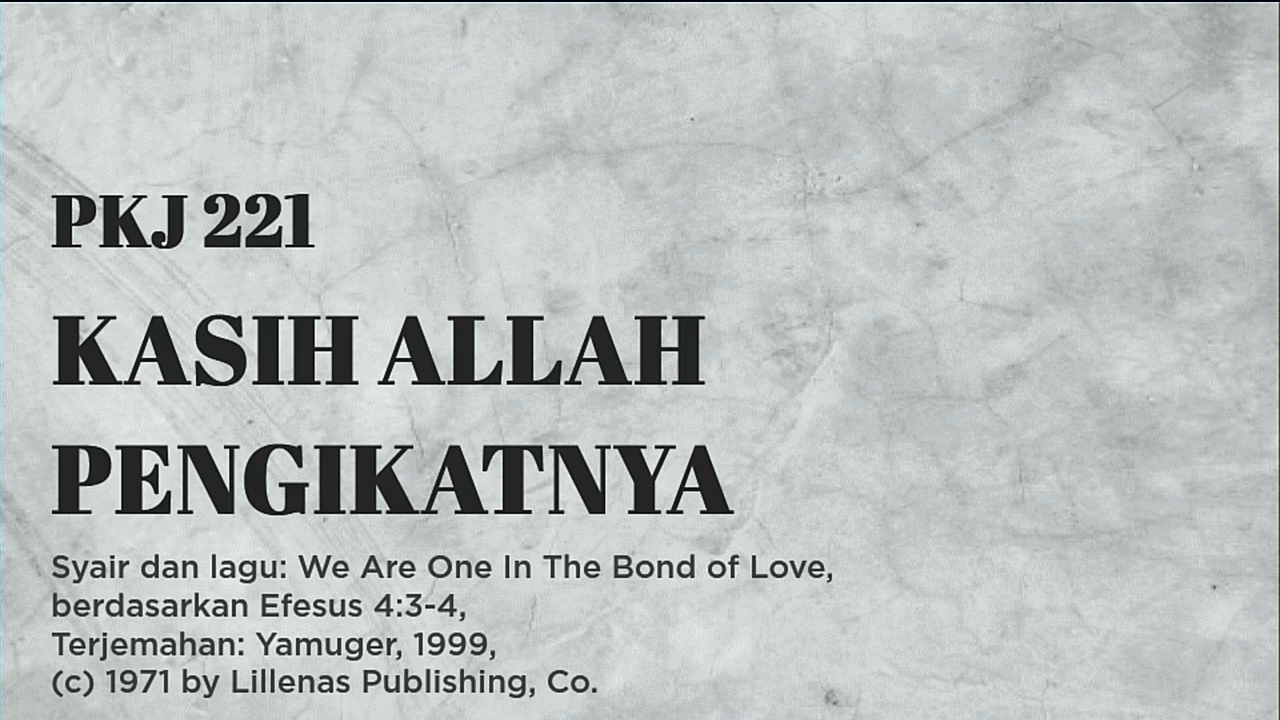 PKJ 221
KASIH ALLAH
PENGIKATNYA
Syair dan lagu: We Are One In The Bond of Love,
berdasarkan Efesus 4:3-4,
Terjemahan: Yamuger, 1999,
(c) 1971 by Lillenas Publishing, Co.